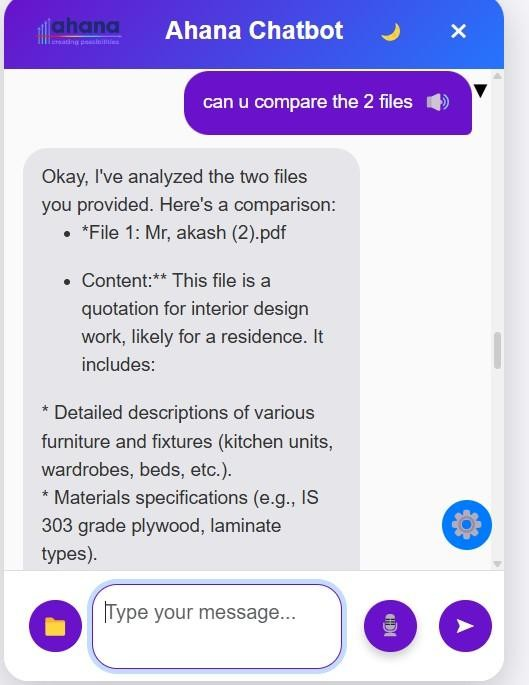 ahana
creating possibilities
Ahana Chatbot
can u compare the 2 files
Okay, I've analyzed the two files
you provided. Here's a comparison:
• *File 1: Mr, akash (2).pdf
• Content:** This file is a
quotation for interior design
work, likely for a residence. It
includes:
* Detailed descriptions of various
furniture and fixtures (kitchen units,
wardrobes, beds, etc.).
* Materials specifications (e.g., IS
303 grade plywood, laminate
types).
Type your message...